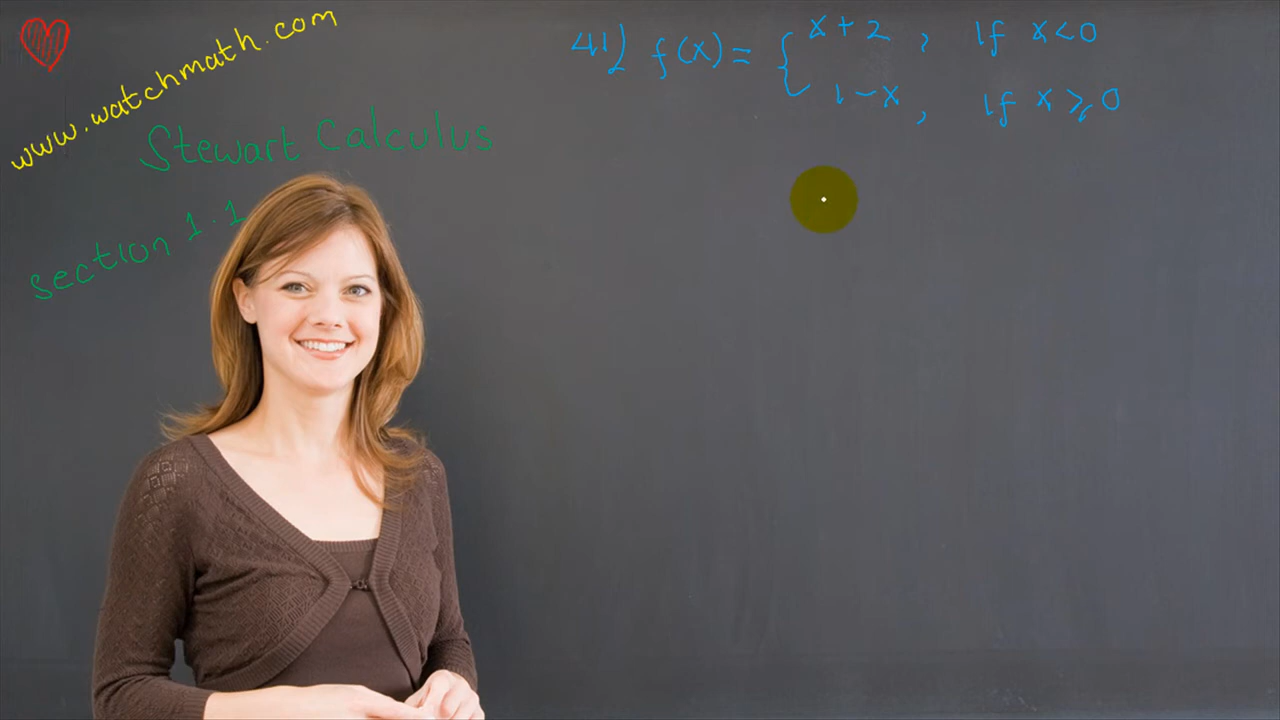 www.watchmath.com
Stewart Calculus
section 1.1
41) f(x) = { x + 2 , if x < 0
1 - x , if x ⩾ 0